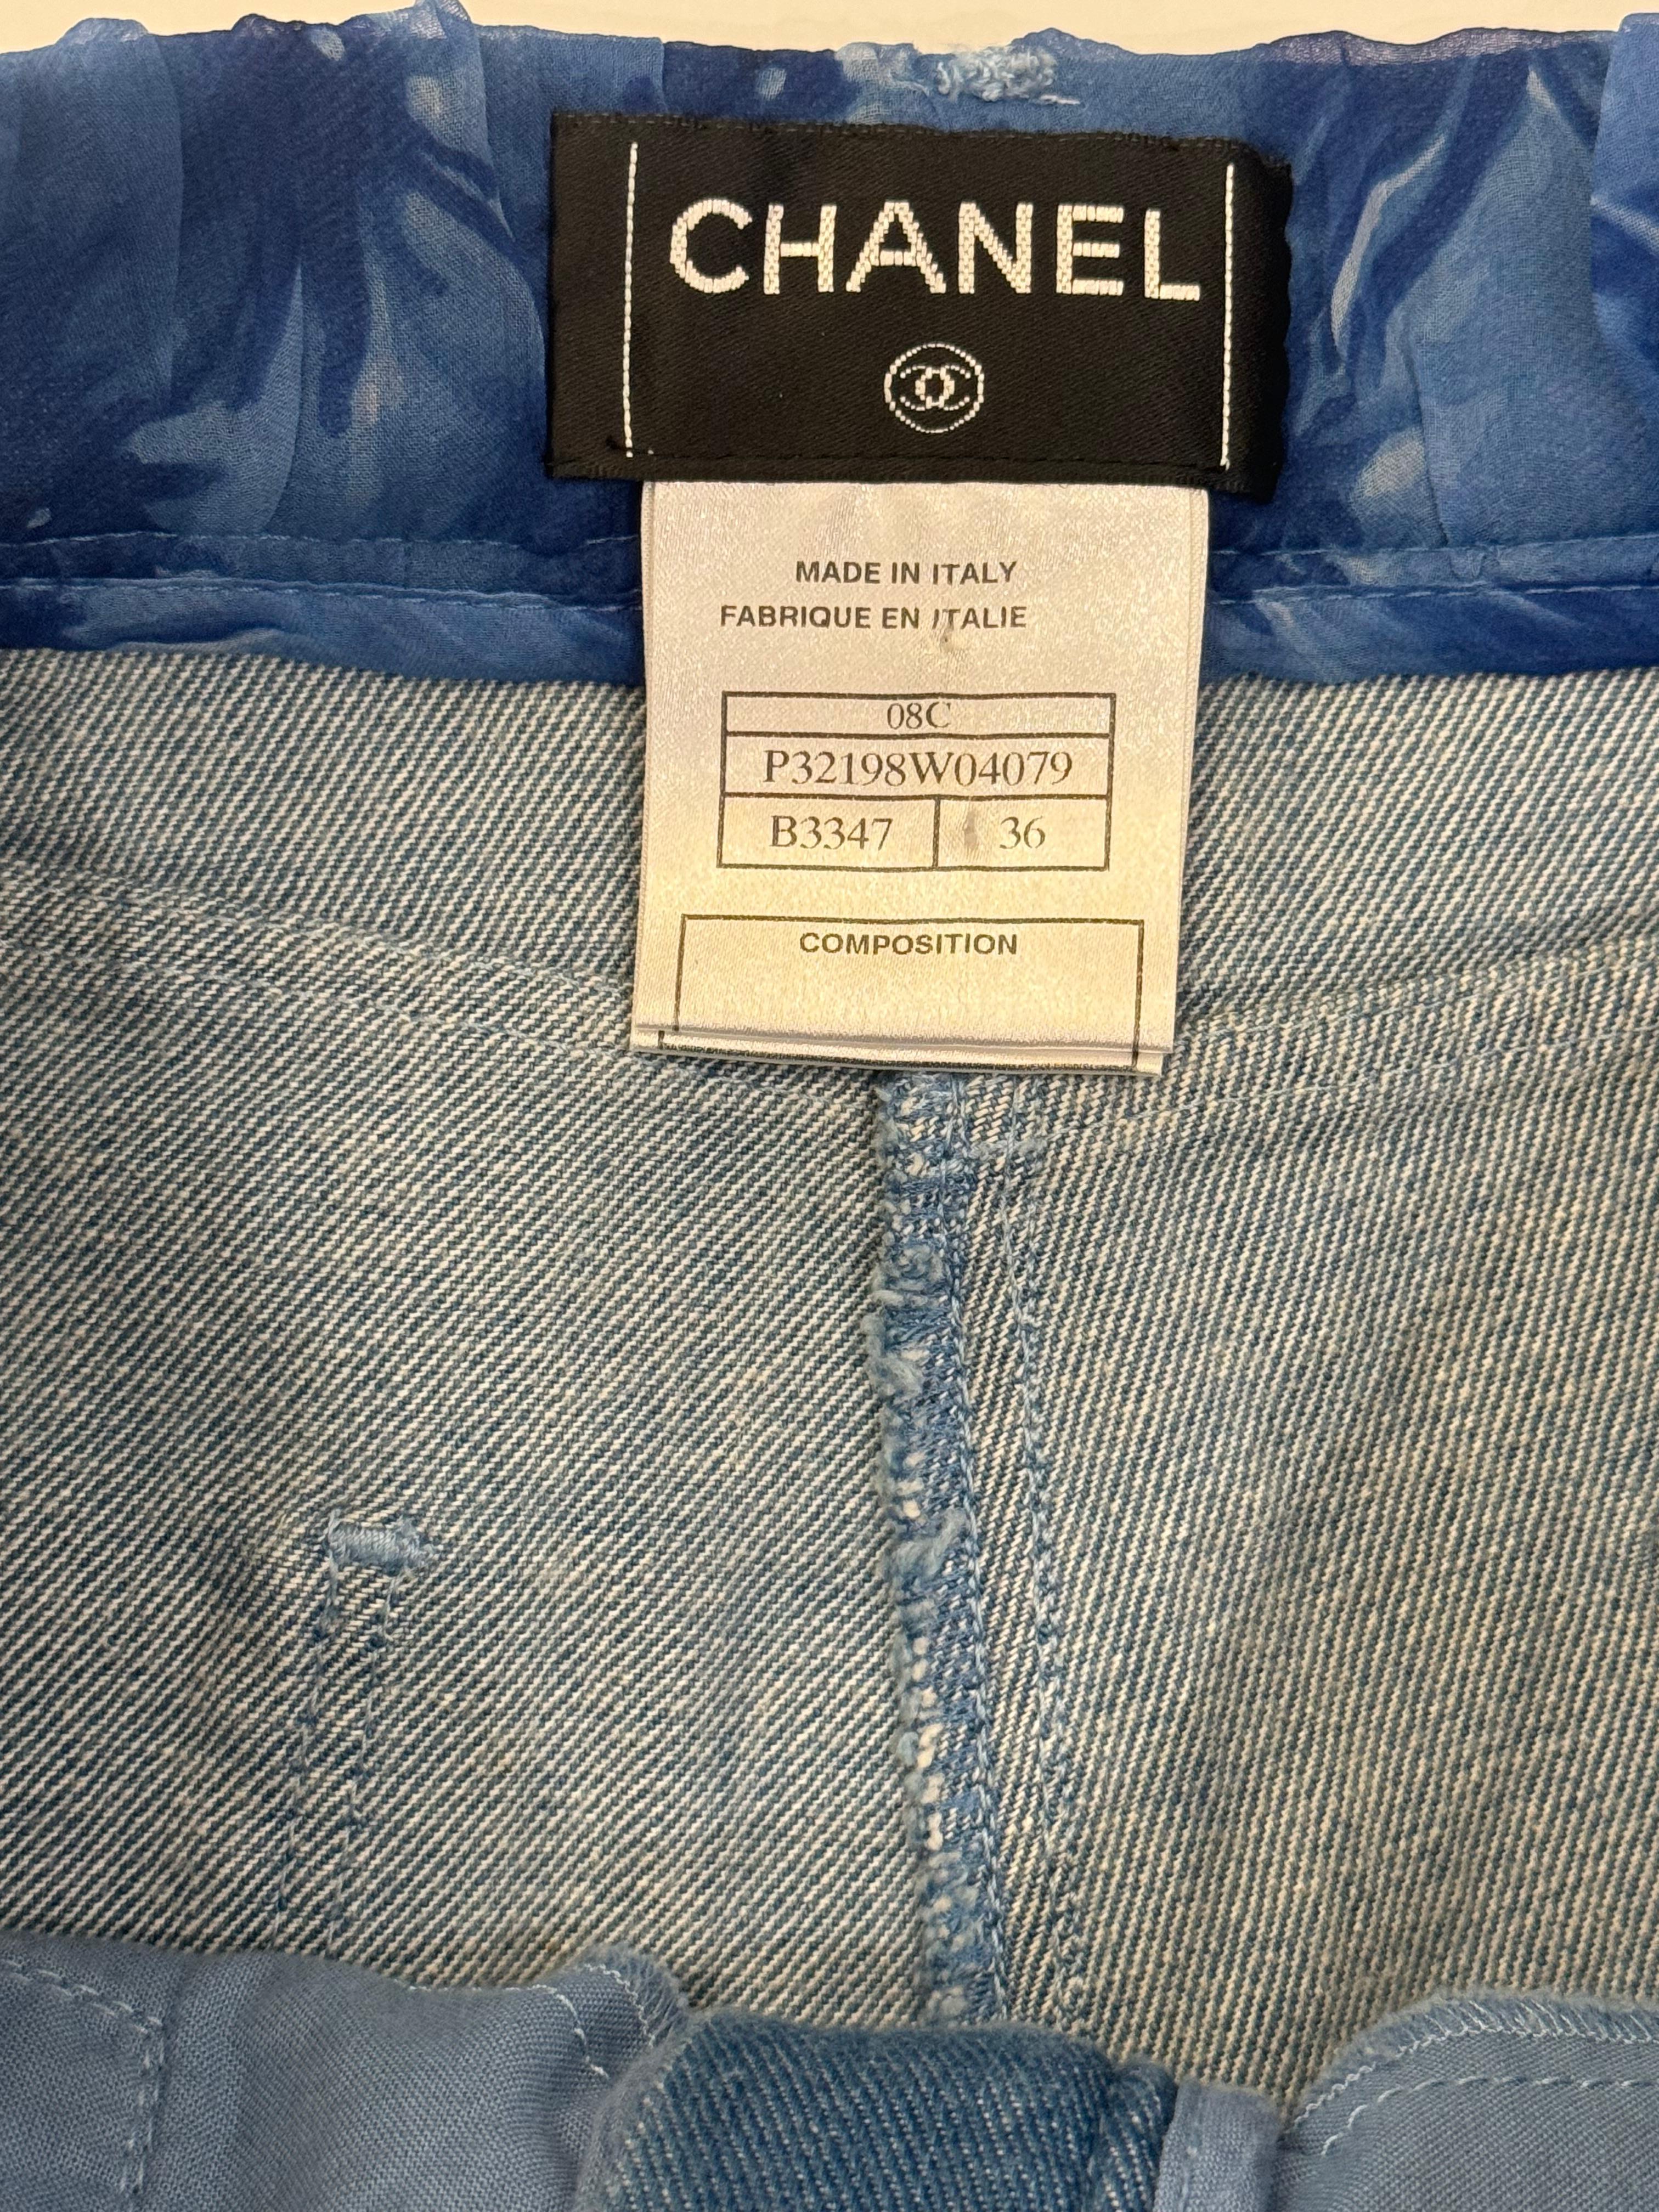 CHANEL
MADE IN ITALY
FABRIQUE EN ITALIE
08C
P32198W04079
B3347 36
COMPOSITION